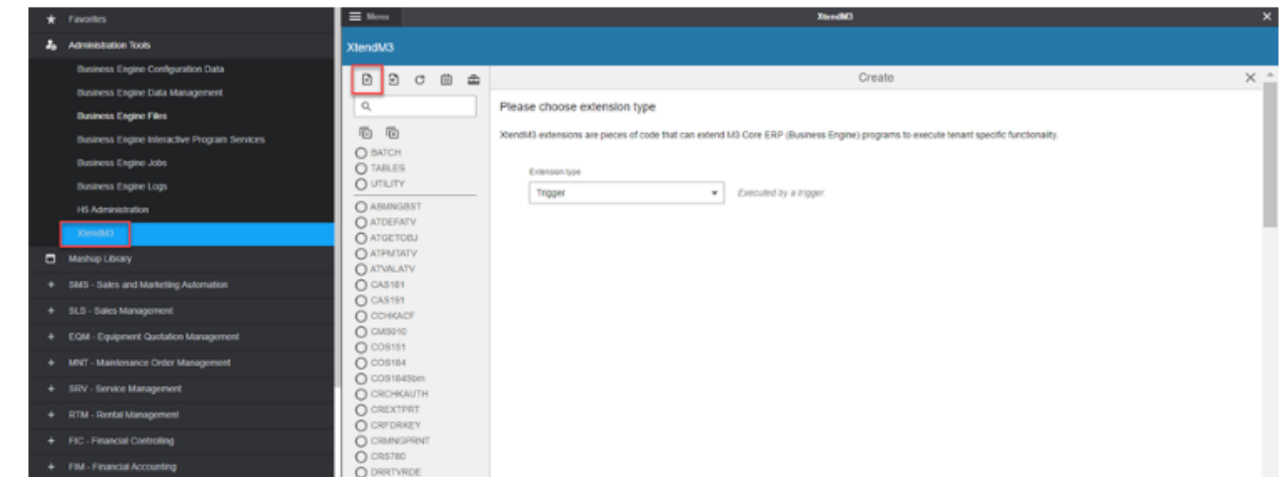 Favorites
Administration Tools
Business Engine Configuration Data
Business Engine Data Management
Business Engine Files
Business Engine Interactive Program Services
Business Engine Jobs
Business Engine Logs
H5 Administration
XtendM3
Mashup Library
SMS - Sales and Marketing Automation
SLS - Sales Management
EQM - Equipment Quotation Management
MNT - Maintenance Order Management
SRV - Service Management
RTM - Rental Management
FIC - Financial Controlling
FIM - Financial Accounting
Menu
XtendM3
XtendM3
BATCH
TABLES
UTILITY
ABMNGBST
ATDEFATV
ATGETOBJ
ATPMTATV
ATVALATV
CAS181
CAS191
CCHKACF
CMS010
COS151
COS164
COS164Sbm
CRCHKAUTH
CREXTPRT
CRFDRKEY
CRMNGPRNT
CRS780
DRRTVRDE
Create
Please choose extension type
XtendM3 extensions are pieces of code that can extend M3 Core ERP (Business Engine) programs to execute tenant specific functionality.
Extension type
Trigger
Executed by a trigger.